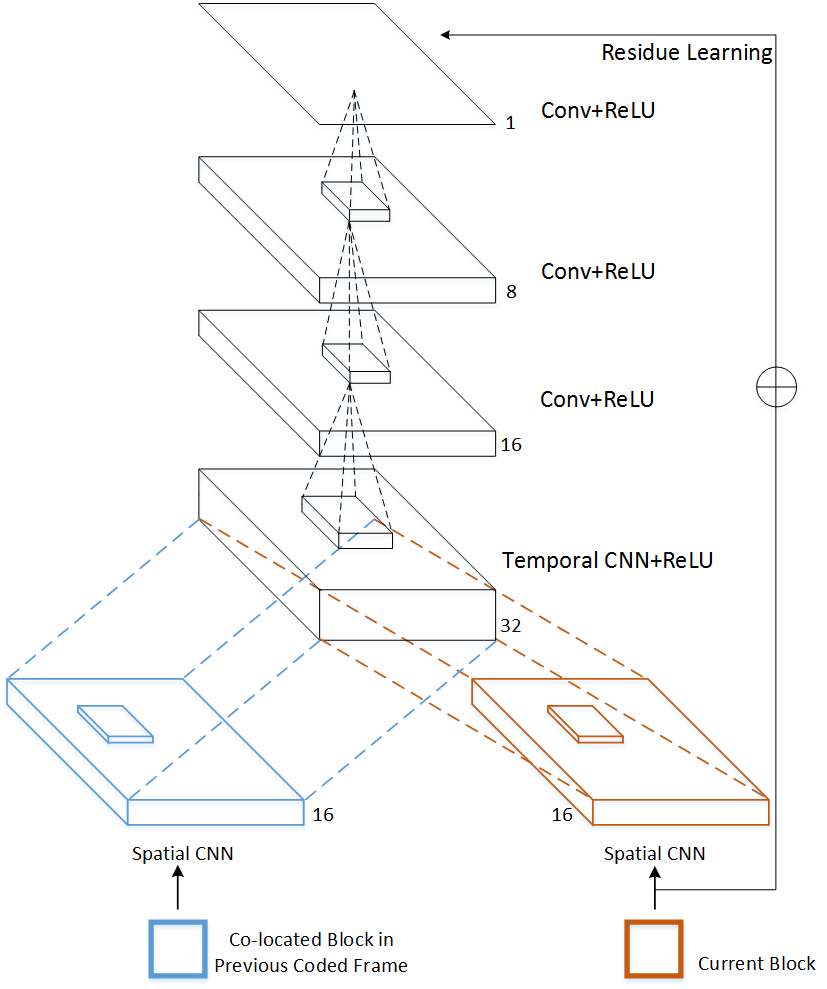 Residue Learning
Conv+ReLU
1
Conv+ReLU
8
Conv+ReLU
16
Temporal CNN+ReLU
32
16
16
Spatial CNN
Spatial CNN
Co-located Block in
Previous Coded Frame
Current Block